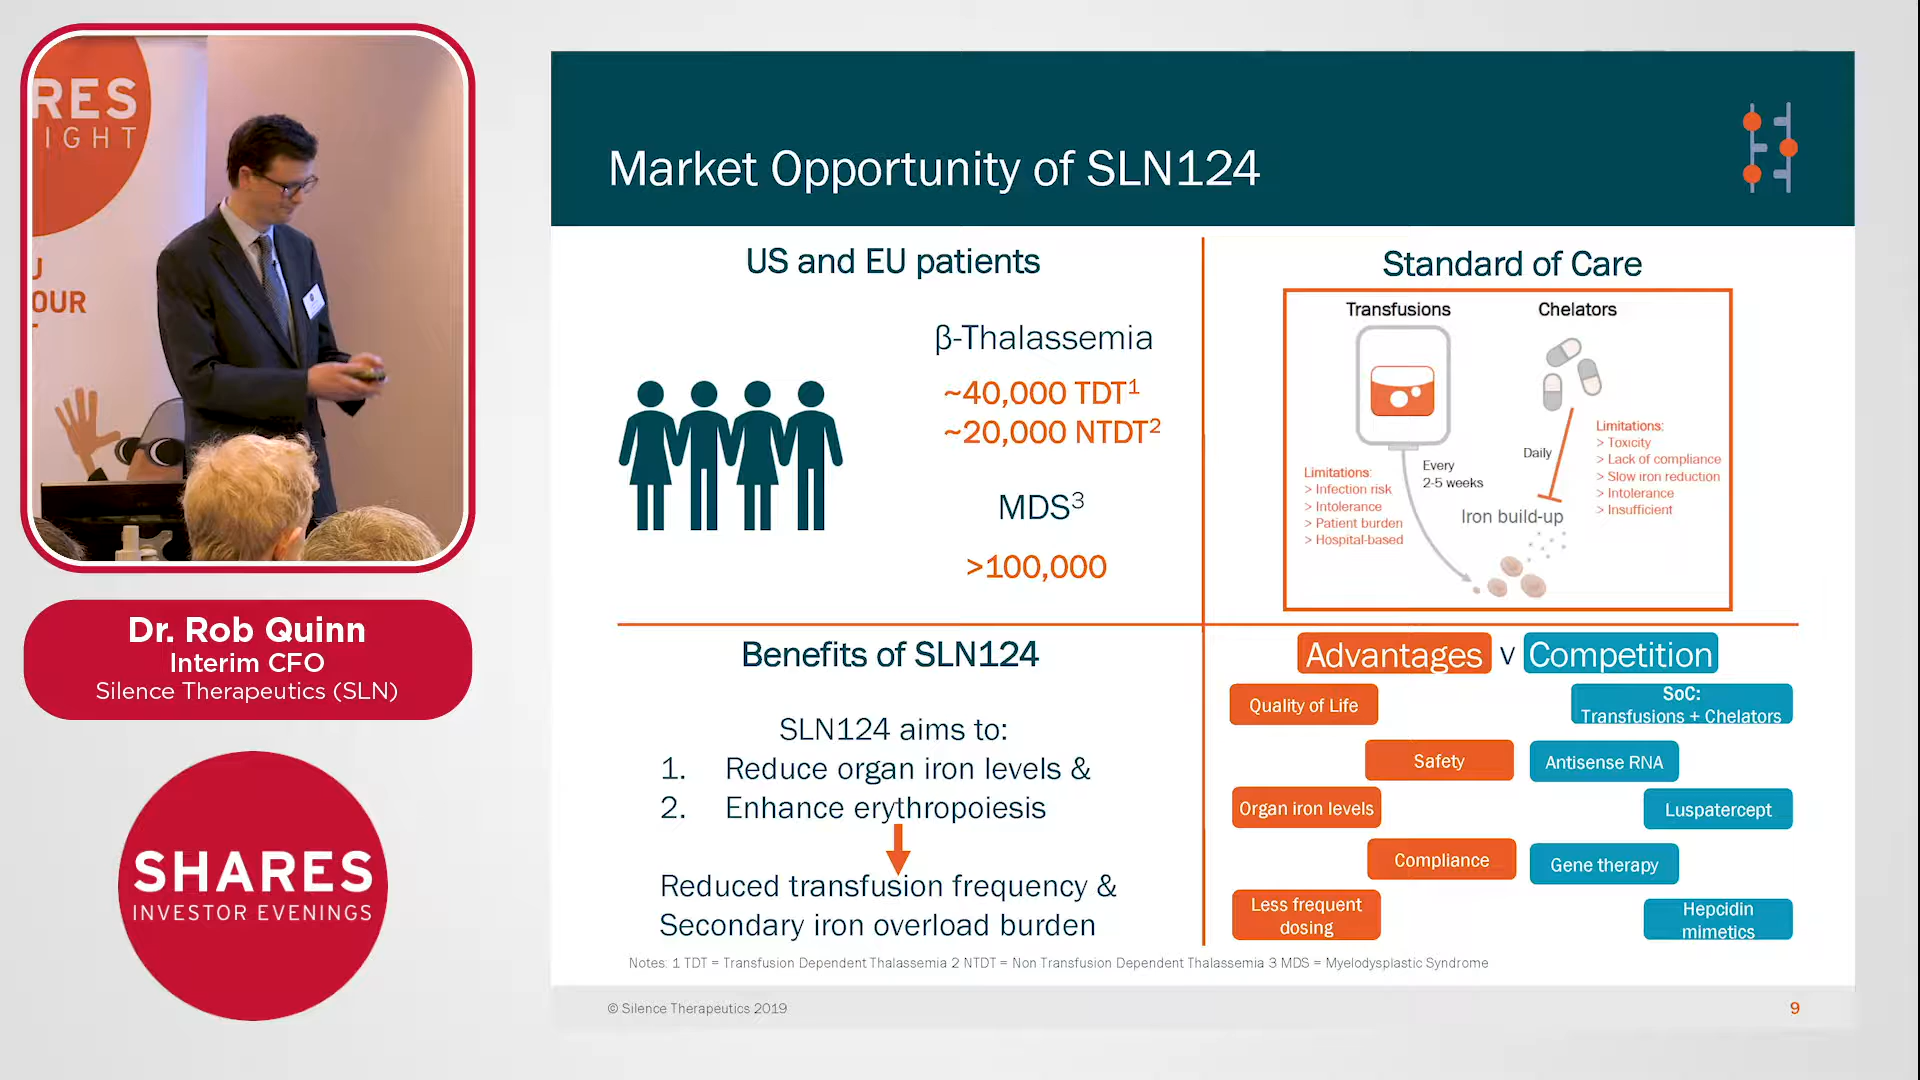 RES
IGHT
U
OUR
T
Dr. Rob Quinn
Interim CFO
Silence Therapeutics (SLN)
SHARES
INVESTOR EVENINGS
Market Opportunity of SLN124
US and EU patients
β-Thalassemia
~40,000 TDT¹
~20,000 NTDT²
MDS³
>100,000
Standard of Care
Transfusions
Chelators
Limitations:
> Infection risk
> Intolerance
> Patient burden
> Hospital-based
Every
2-5 weeks
Daily
Iron build-up
Limitations:
> Toxicity
> Lack of compliance
> Slow iron reduction
> Intolerance
> Insufficient
Benefits of SLN124
SLN124 aims to:
1. Reduce organ iron levels &
2. Enhance erythropoiesis
Reduced transfusion frequency &
Secondary iron overload burden
Advantages v Competition
Quality of Life
SoC:
Transfusions + Chelators
Safety
Antisense RNA
Organ iron levels
Luspatercept
Compliance
Gene therapy
Less frequent
dosing
Hepcidin
mimetics
Notes: 1 TDT = Transfusion Dependent Thalassemia 2 NTDT = Non Transfusion Dependent Thalassemia 3 MDS = Myelodysplastic Syndrome
© Silence Therapeutics 2019
9